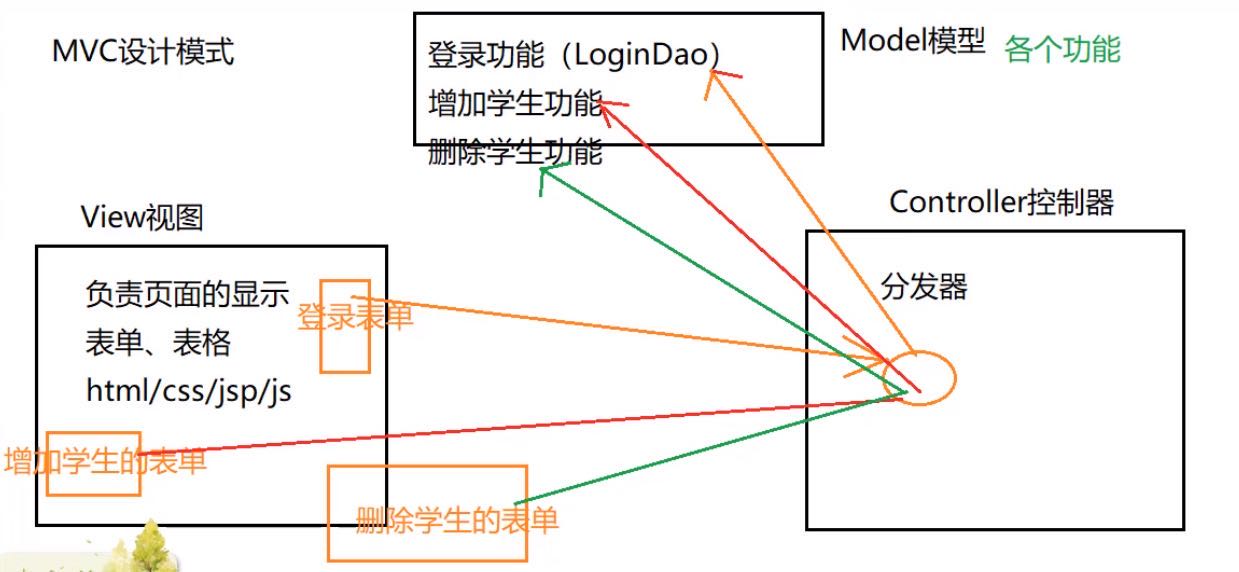 MVC设计模式
登录功能（LoginDao）
增加学生功能
删除学生功能
Model模型
各个功能
View视图
负责页面的显示
表单、表格
html/css/jsp/js
登录表单
增加学生的表单
删除学生的表单
Controller控制器
分发器